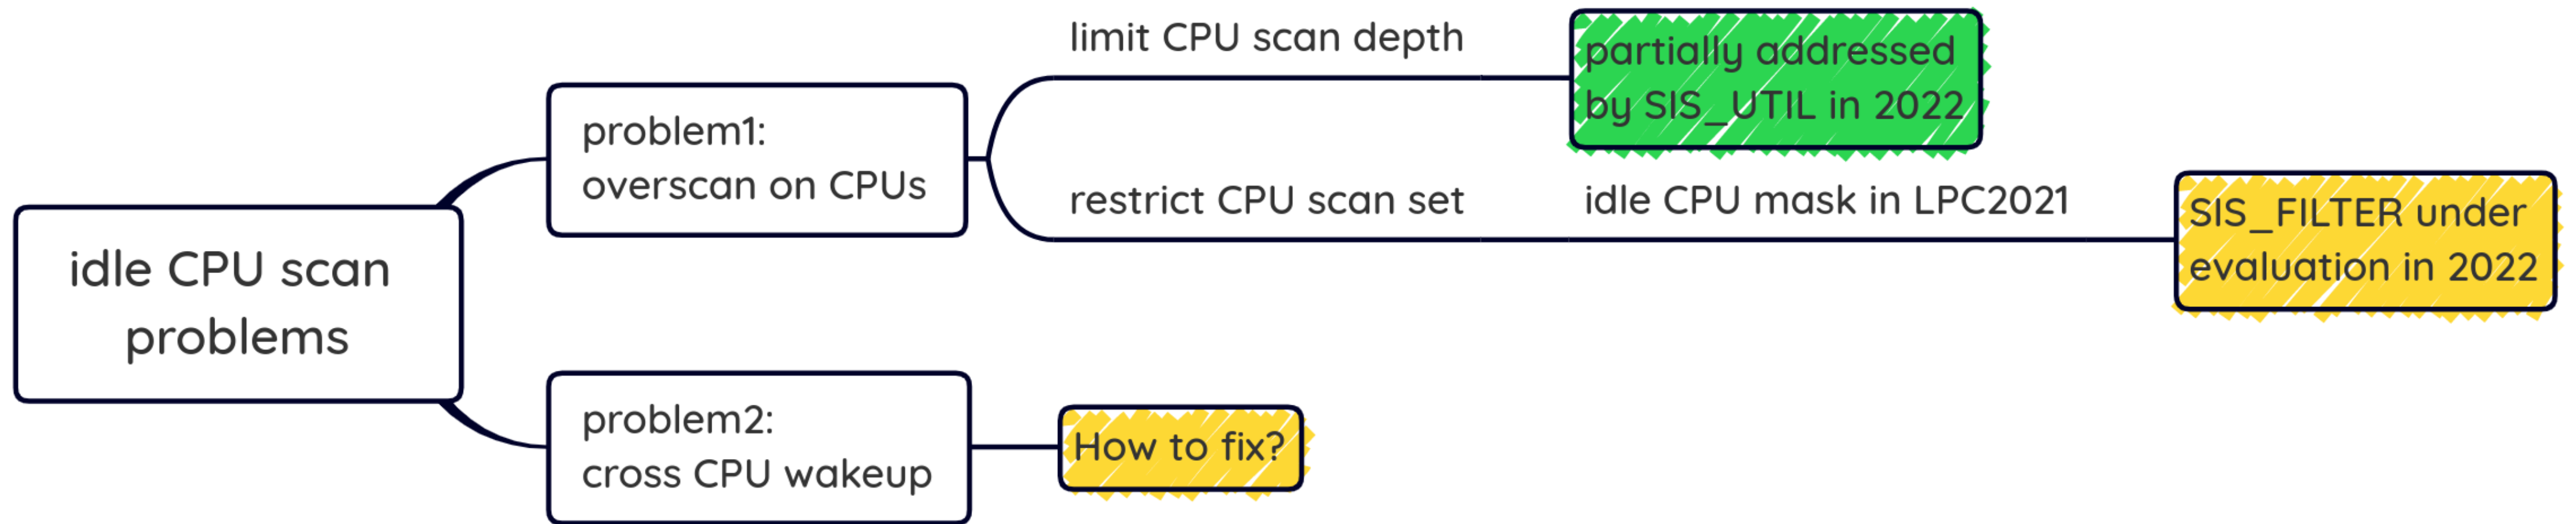 idle CPU scan
problems
problem1:
overscan on CPUs
limit CPU scan depth
partially addressed
by SIS_UTIL in 2022
restrict CPU scan set
idle CPU mask in LPC2021
SIS_FILTER under
evaluation in 2022
problem2:
cross CPU wakeup
How to fix?